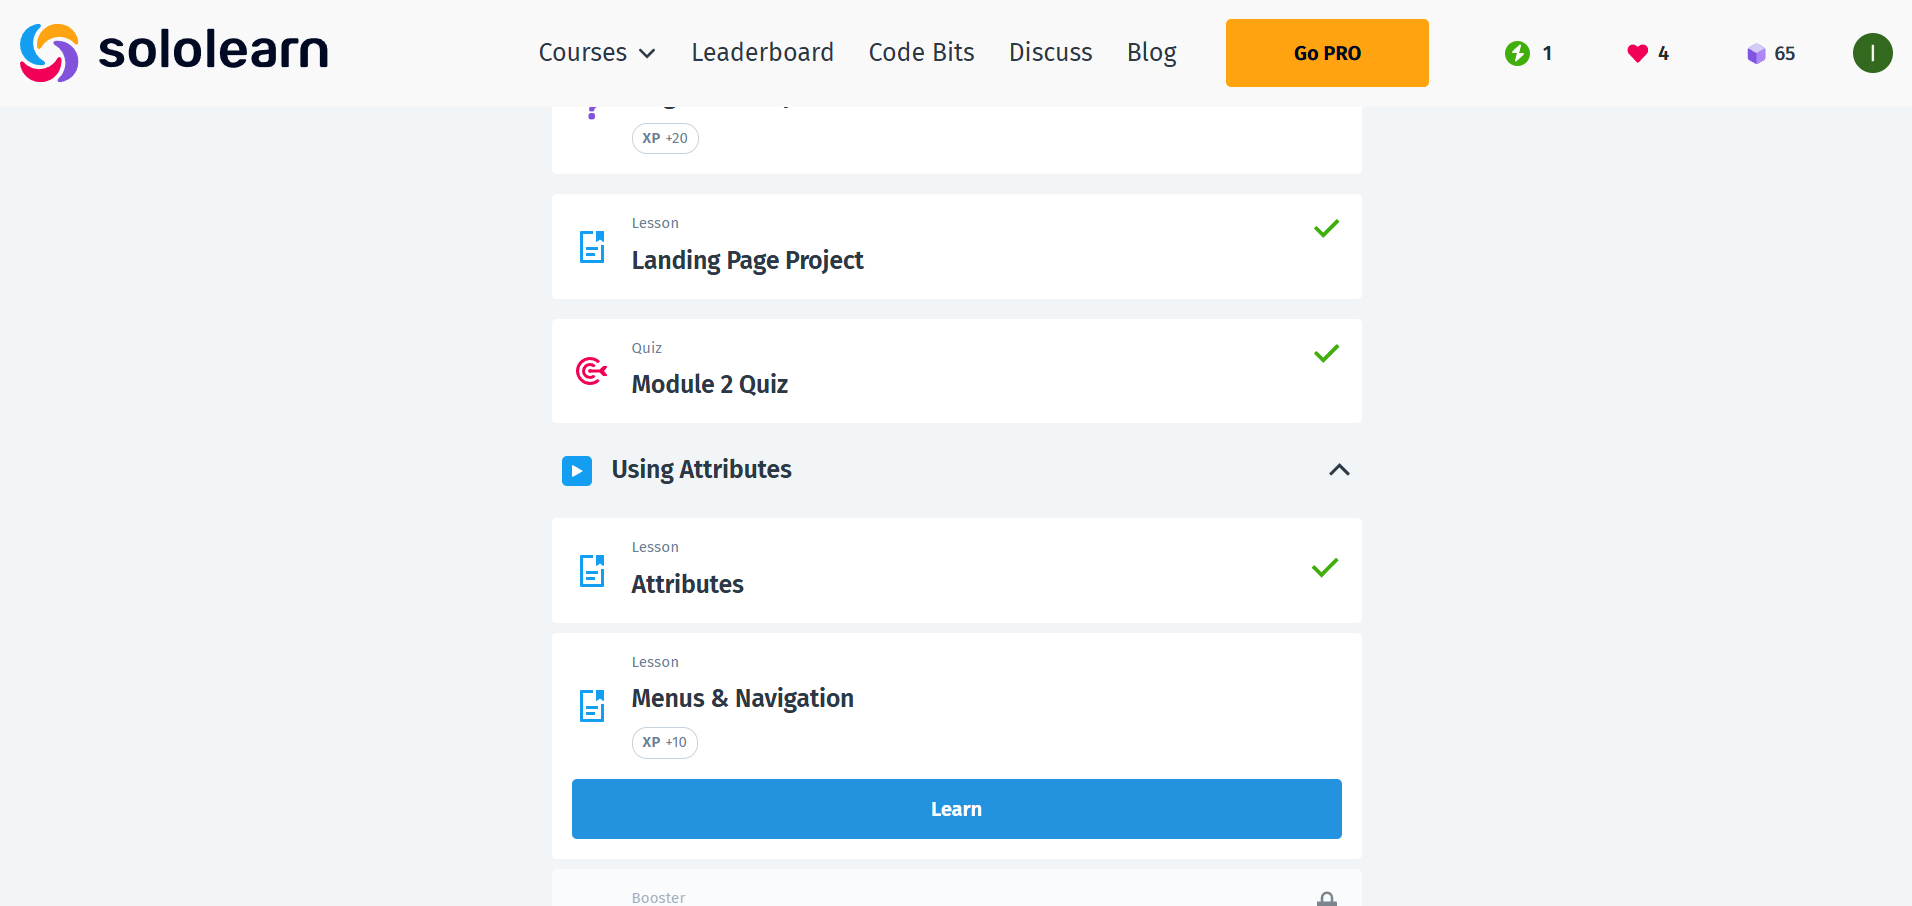 sololearn
Courses Leaderboard Code Bits Discuss Blog Go PRO 1 4 65 I
XP +20
Lesson
Landing Page Project
Quiz
Module 2 Quiz
Using Attributes
Lesson
Attributes
Lesson
Menus & Navigation
XP +10
Learn
Booster